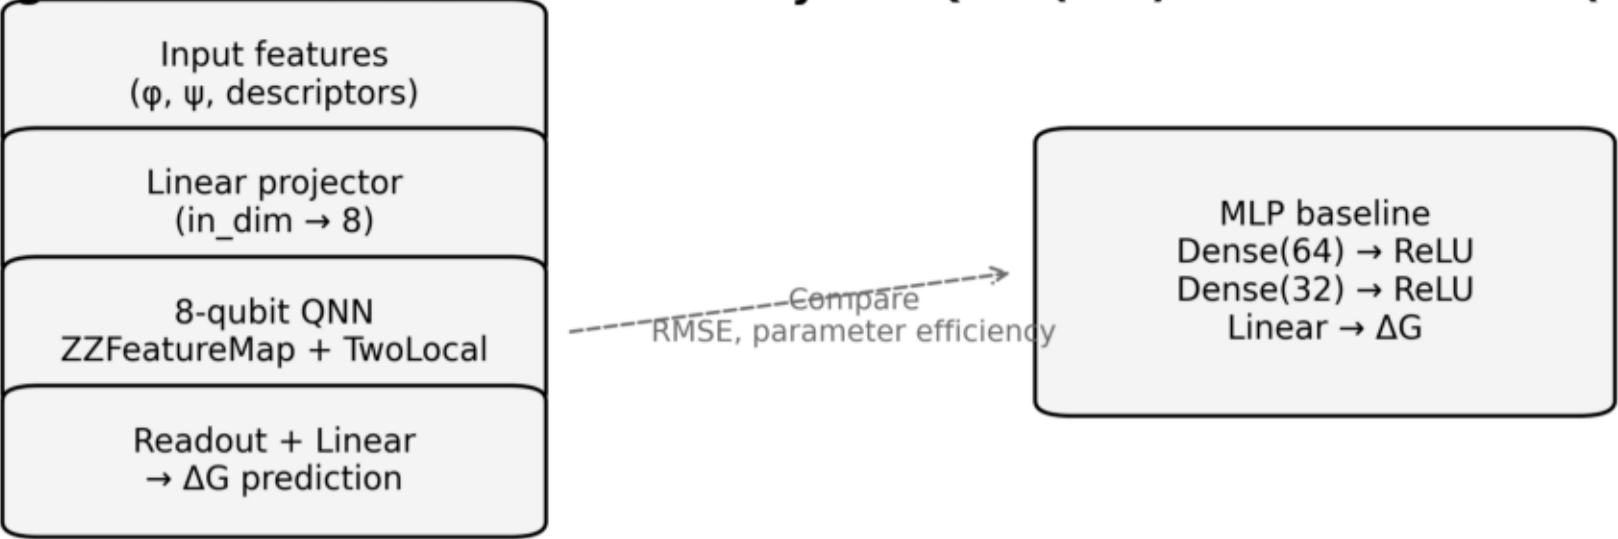 Input features
(φ, ψ, descriptors)
Linear projector
(in_dim → 8)
8-qubit QNN
ZZFeatureMap + TwoLocal
Readout + Linear
→ ΔG prediction
Compare
RMSE, parameter efficiency
MLP baseline
Dense(64) → ReLU
Dense(32) → ReLU
Linear → ΔG